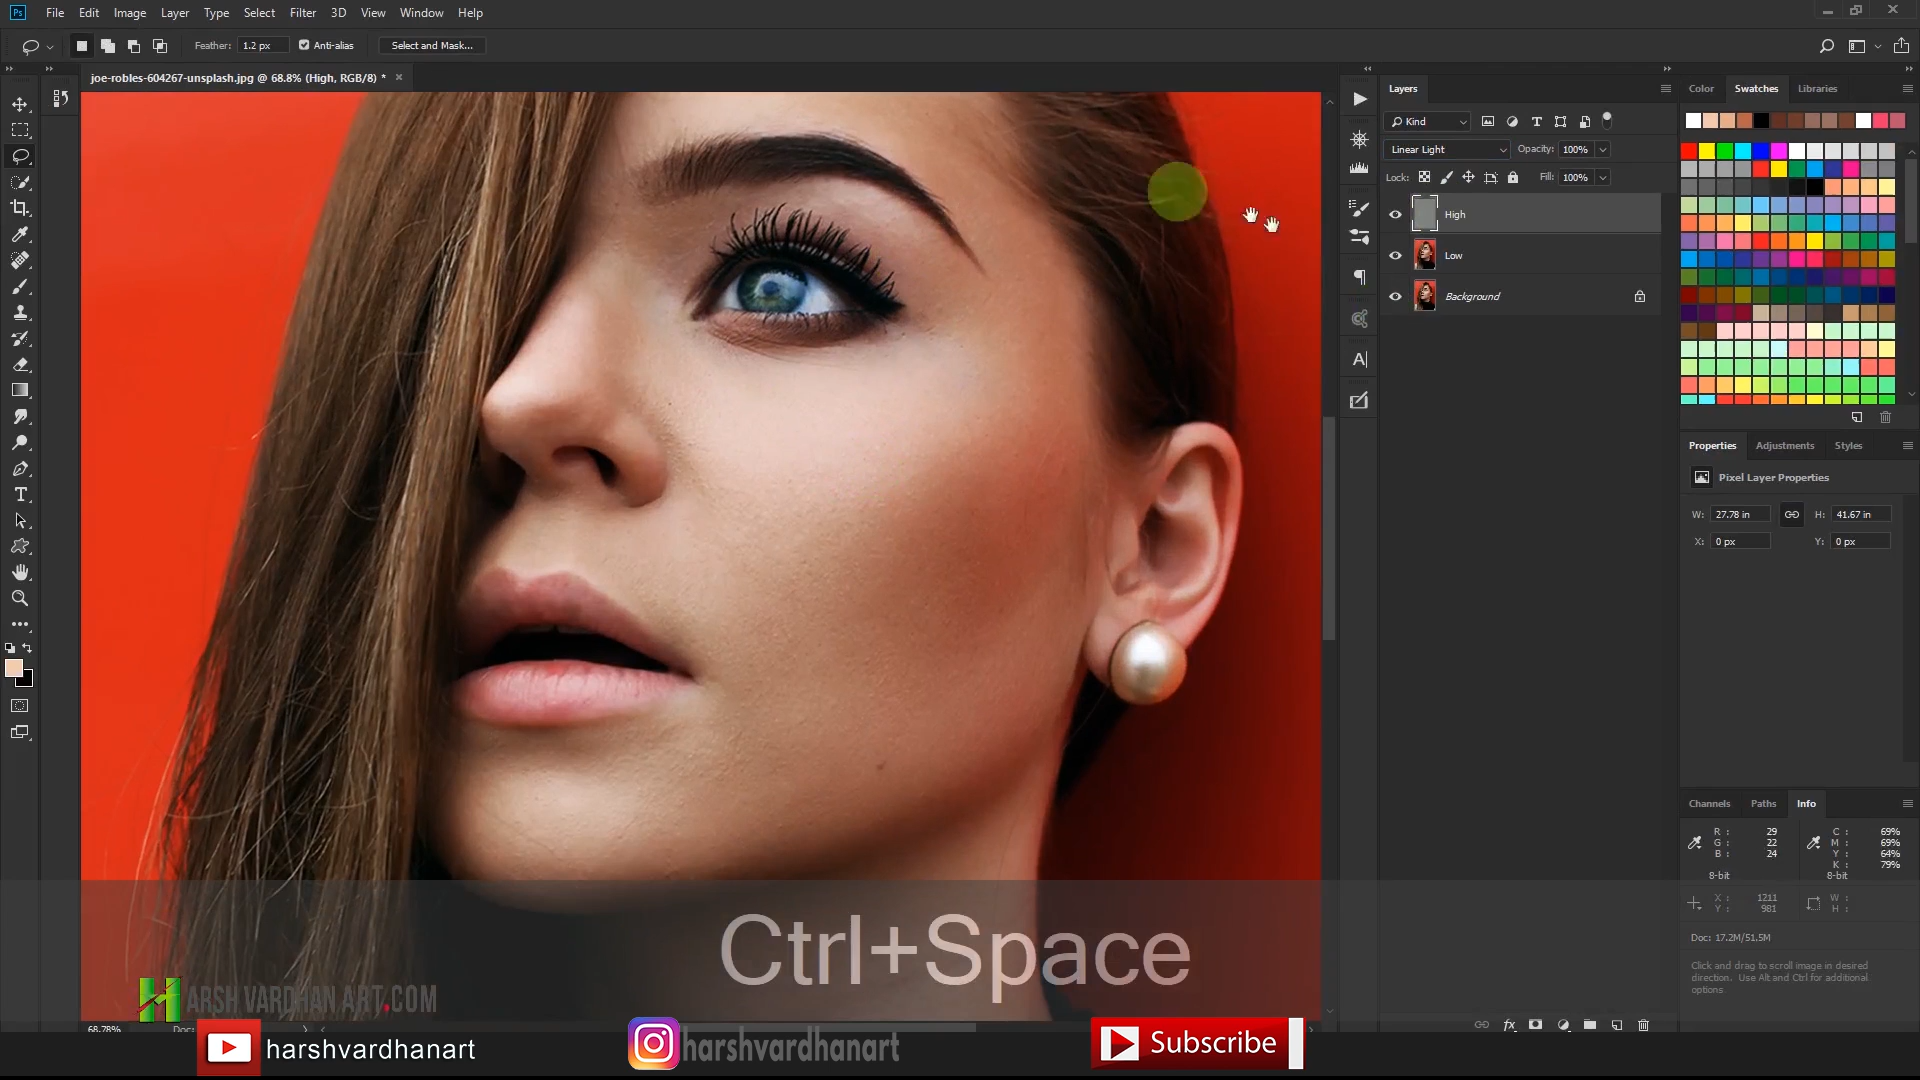 Ps File Edit Image Layer Type Select Filter 3D View Window Help
Feather: 1.2 px Anti-alias Select and Mask...
joe-robles-604267-unsplash.jpg @ 68.8% (High, RGB/8) *
Layers
Color Swatches Libraries
Kind
Linear Light Opacity: 100%
Lock: Fill: 100%
High
Low
Background
Properties Adjustments Styles
Pixel Layer Properties
W: 27.78 in H: 41.67 in
X: 0 px Y: 0 px
Channels Paths Info
R : 29 C : 69%
G : 22 M : 69%
B : 24 Y : 64%
K : 79%
8-bit 8-bit
X : 1211 W :
Y : 981 H :
Doc: 17.2M/51.5M
Click and drag to scroll image in desired
direction. Use Alt and Ctrl for additional
options.
Ctrl+Space
HARSH VARDHAN ART.COM
68.78% Doc:
harshvardhanart
harshvardhanart
Subscribe